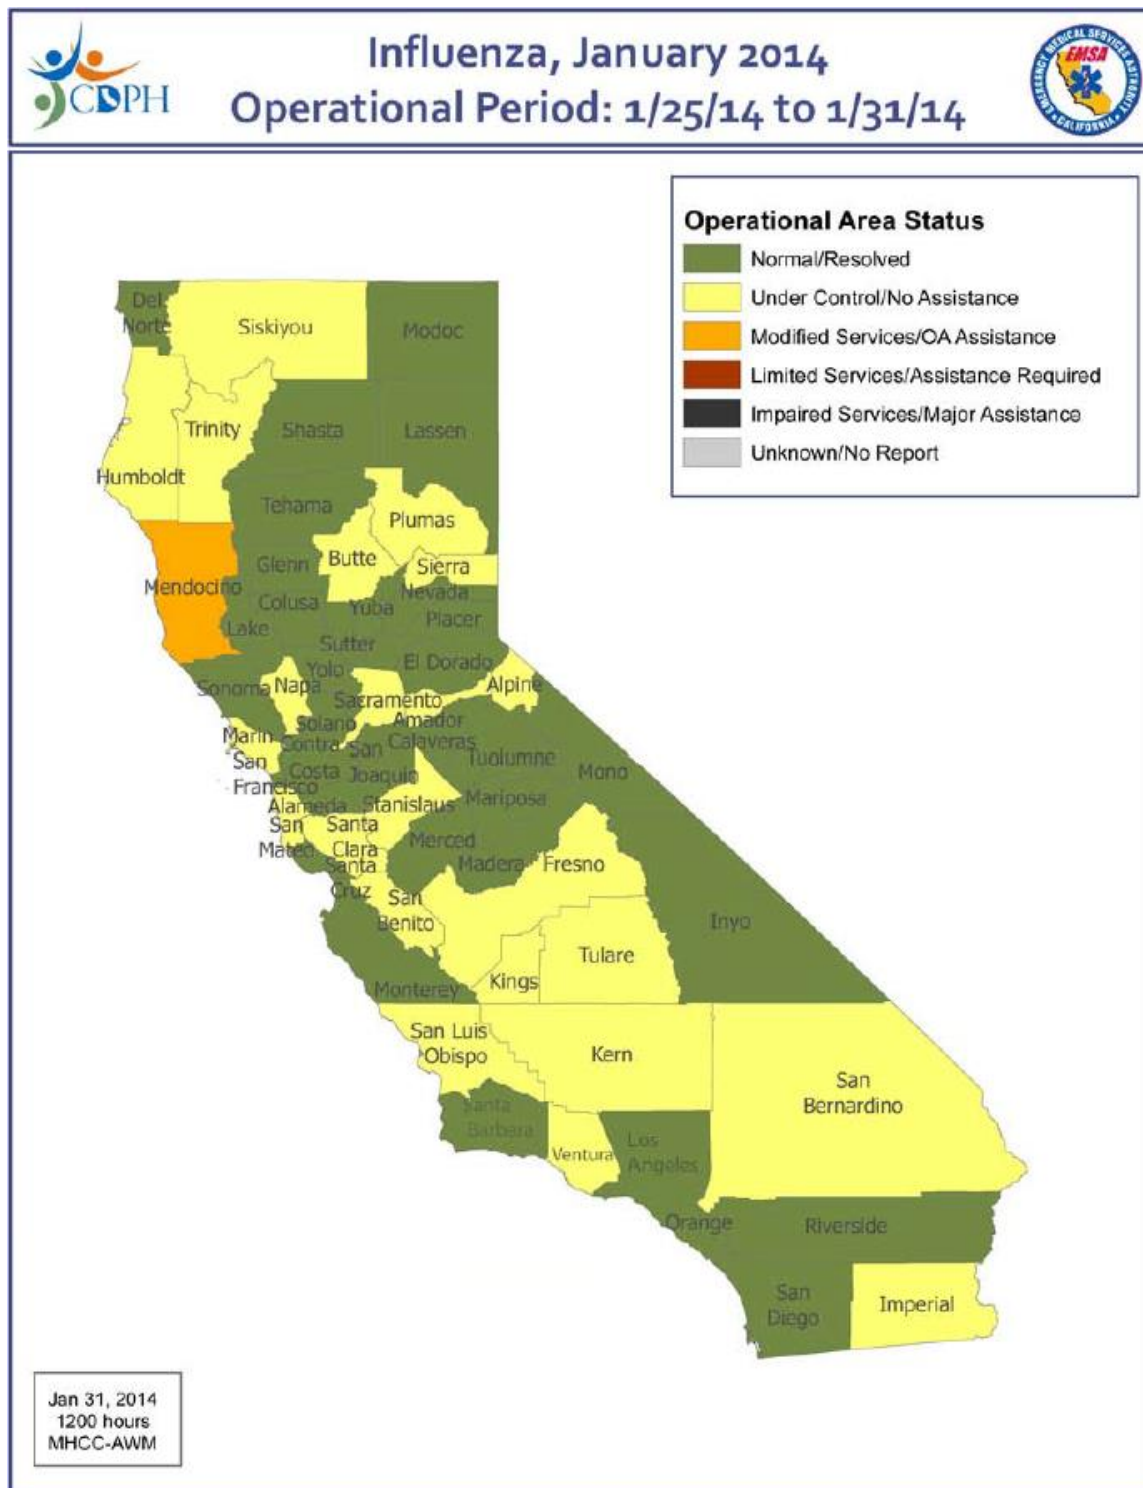 CDPH
Influenza, January 2014
Operational Period: 1/25/14 to 1/31/14
EMERGENCY MEDICAL SERVICES AUTHORITY
EMSA
CALIFORNIA
Operational Area Status
Normal/Resolved
Under Control/No Assistance
Modified Services/OA Assistance
Limited Services/Assistance Required
Impaired Services/Major Assistance
Unknown/No Report
Del
Norte
Siskiyou
Modoc
Trinity
Shasta
Lassen
Humboldt
Tehama
Plumas
Butte
Glenn
Sierra
Mendocino
Nevada
Colusa
Yuba
Placer
Lake
Sutter
Yolo
El Dorado
Sonoma
Napa
Alpine
Sacramento
Amador
Solano
Marin
Contra
Costa
San
Joaquin
Calaveras
Tuolumne
Mono
San
Francisco
Alameda
Stanislaus
Mariposa
San
Mateo
Santa
Clara
Merced
Santa
Cruz
Madera
Fresno
San
Benito
Inyo
Tulare
Kings
Monterey
San Luis
Obispo
Kern
San
Bernardino
Santa
Barbara
Ventura
Los
Angeles
Orange
Riverside
San
Diego
Imperial
Jan 31, 2014
1200 hours
MHCC-AWM